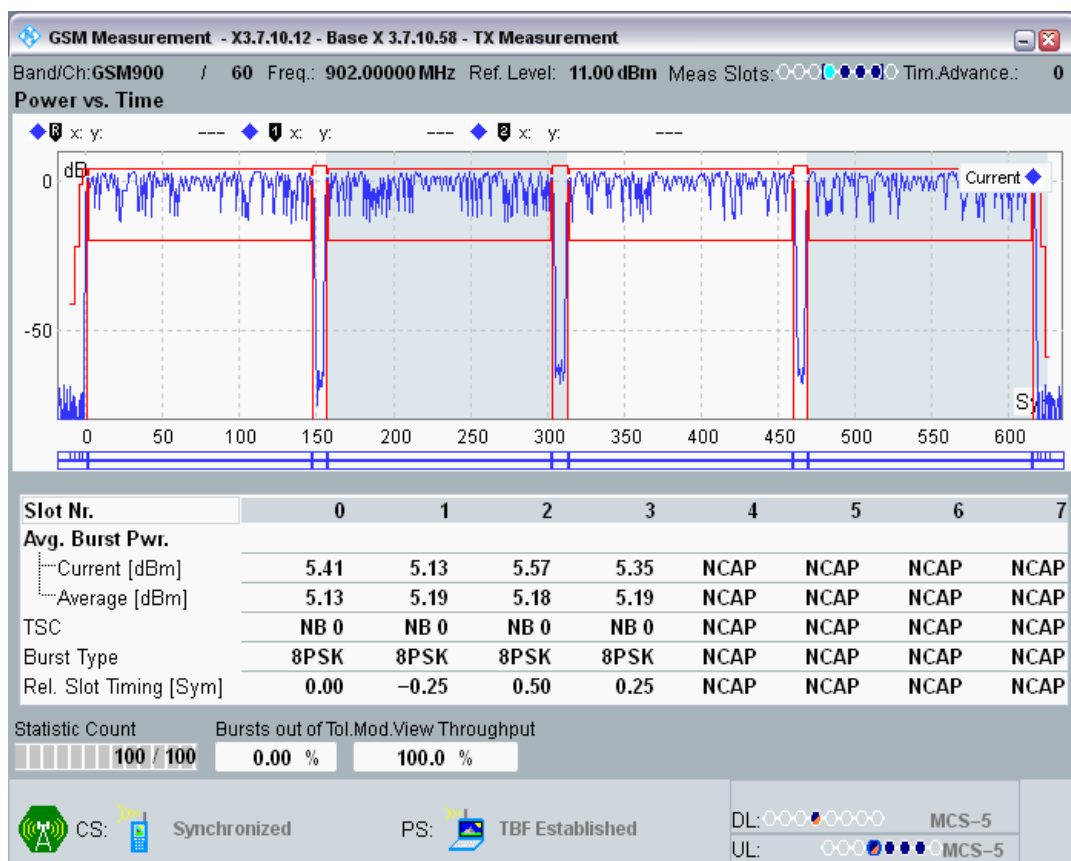 GSM Measurement - X3.7.10.12 - Base X 3.7.10.58 - TX Measurement
Band/Ch:GSM900 / 60 Freq.: 902.00000 MHz Ref. Level: 11.00 dBm Meas Slots: Tim.Advance.: 0
Power vs. Time
R x: y: --- 1 x: y: --- 2 x: y: ---
dB
Current
0
-50
Sy
0 50 100 150 200 250 300 350 400 450 500 550 600
Slot Nr. 0 1 2 3 4 5 6 7
Avg. Burst Pwr.
Current [dBm] 5.41 5.13 5.57 5.35 NCAP NCAP NCAP NCAP
Average [dBm] 5.13 5.19 5.18 5.19 NCAP NCAP NCAP NCAP
TSC NB 0 NB 0 NB 0 NB 0 NCAP NCAP NCAP NCAP
Burst Type 8PSK 8PSK 8PSK 8PSK NCAP NCAP NCAP NCAP
Rel. Slot Timing [Sym] 0.00 −0.25 0.50 0.25 NCAP NCAP NCAP NCAP
Statistic Count Bursts out of Tol.Mod.View Throughput
100 / 100 0.00 % 100.0 %
CS: Synchronized PS: TBF Established DL: MCS−5
UL: MCS−5